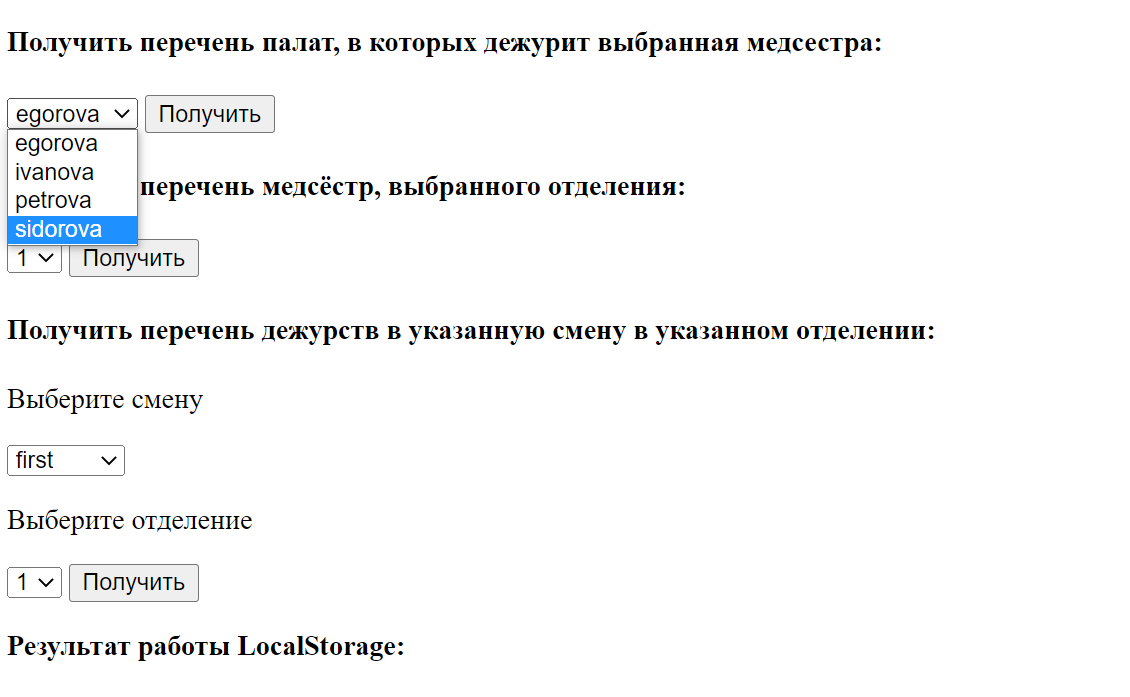 Получить перечень палат, в которых дежурит выбранная медсестра:
egorova Получить
egorova
ivanova
petrova
sidorova
перечень медсёстр, выбранного отделения:
1 Получить
Получить перечень дежурств в указанную смену в указанном отделении:
Выберите смену
first
Выберите отделение
1 Получить
Результат работы LocalStorage: